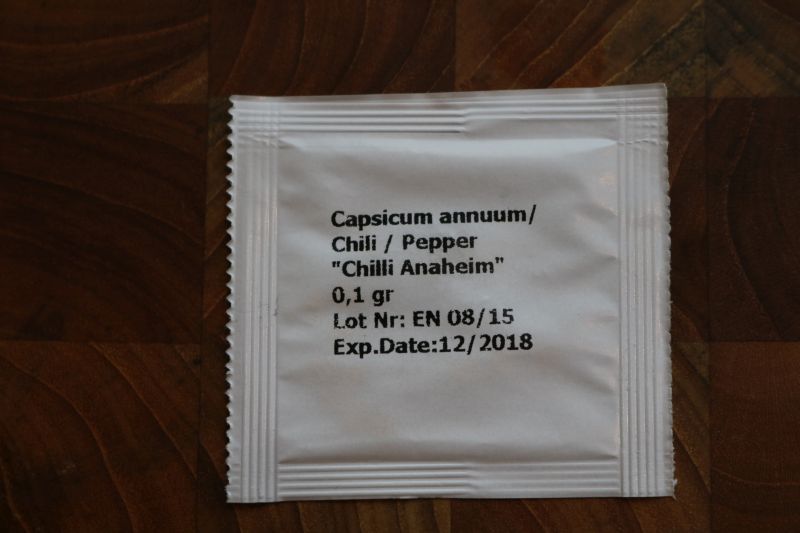 Capsicum annuum/
Chili / Pepper
"Chilli Anaheim"
0,1 gr
Lot Nr: EN 08/15
Exp.Date:12/2018